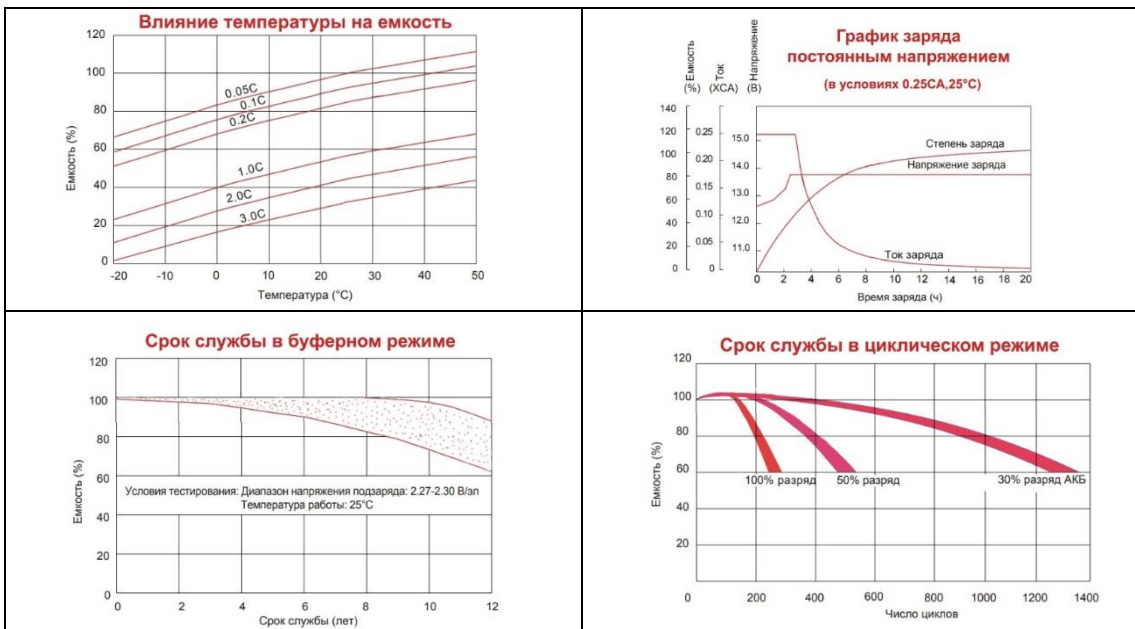 Влияние температуры на емкость
120
100
80
60
40
20
0
Емкость (%)
0.05C
0.1C
0.2C
1.0C
2.0C
3.0C
-20 -10 0 10 20 30 40 50
Температура (°C)
График заряда
постоянным напряжением
(в условиях 0.25CA,25°C)
Емкость
(%)
Ток
(XCA)
Напряжение
(В)
140
120
100
80
60
40
20
0
0.25
0.20
0.15
0.10
0.05
0
15.0
14.0
13.0
12.0
11.0
Степень заряда
Напряжение заряда
Ток заряда
0 2 4 6 8 10 12 14 16 18 20
Время заряда (ч)
Срок службы в буферном режиме
120
100
80
60
40
20
0
Емкость (%)
Условия тестирования: Диапазон напряжения подзаряда: 2.27-2.30 В/эл
Температура работы: 25°C
0 2 4 6 8 10 12
Срок службы (лет)
Срок службы в циклическом режиме
120
100
80
60
40
20
Емкость (%)
100% разряд
50% разряд
30% разряд АКБ
0 200 400 600 800 1000 1200 1400
Число циклов